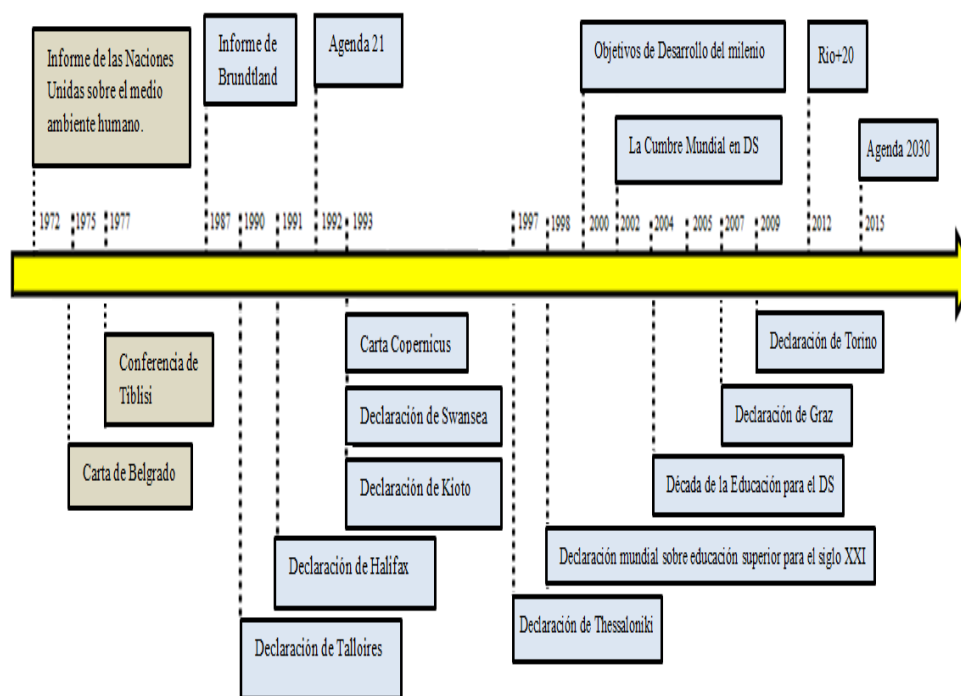 Informe de las Naciones
Unidas sobre el medio
ambiente humano.
Informe de
Brundtland
Agenda 21
Objetivos de Desarrollo del milenio
Rio+20
La Cumbre Mundial en DS
Agenda 2030
1972
1975
1977
1987
1990
1991
1992
1993
1997
1998
2000
2002
2004
2005
2007
2009
2012
2015
Conferencia de
Tiblisi
Carta de Belgrado
Carta Copernicus
Declaración de Swansea
Declaración de Kioto
Declaración de Halifax
Declaración de Talloires
Declaración de Torino
Declaración de Graz
Década de la Educación para el DS
Declaración mundial sobre educación superior para el siglo XXI
Declaración de Thessaloniki